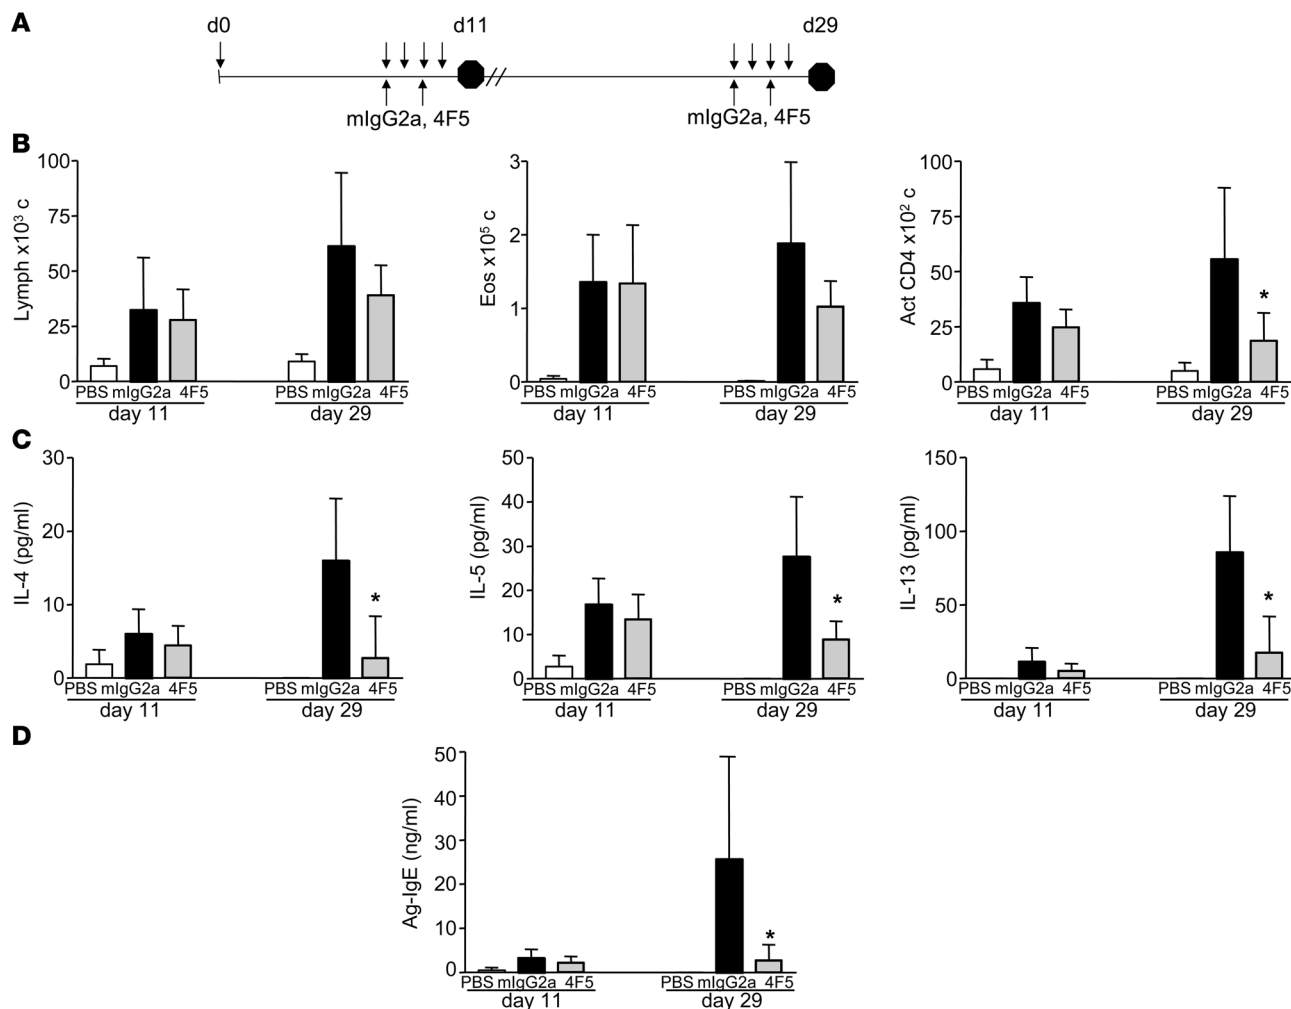 A
d0 d11 d29
mIgG2a, 4F5 mIgG2a, 4F5
B
Lymph x10³ c
100
75
50
25
0
PBS mIgG2a 4F5 PBS mIgG2a 4F5
day 11 day 29
Eos x10⁵ c
3
2
1
0
PBS mIgG2a 4F5 PBS mIgG2a 4F5
day 11 day 29
Act CD4 x10² c
100
75
50
25
0
*
PBS mIgG2a 4F5 PBS mIgG2a 4F5
day 11 day 29
C
IL-4 (pg/ml)
30
20
10
0
*
PBS mIgG2a 4F5 PBS mIgG2a 4F5
day 11 day 29
IL-5 (pg/ml)
50
40
30
20
10
0
*
PBS mIgG2a 4F5 PBS mIgG2a 4F5
day 11 day 29
IL-13 (pg/ml)
150
100
50
0
*
PBS mIgG2a 4F5 PBS mIgG2a 4F5
day 11 day 29
D
Ag-IgE (ng/ml)
50
40
30
20
10
0
*
PBS mIgG2a 4F5 PBS mIgG2a 4F5
day 11 day 29